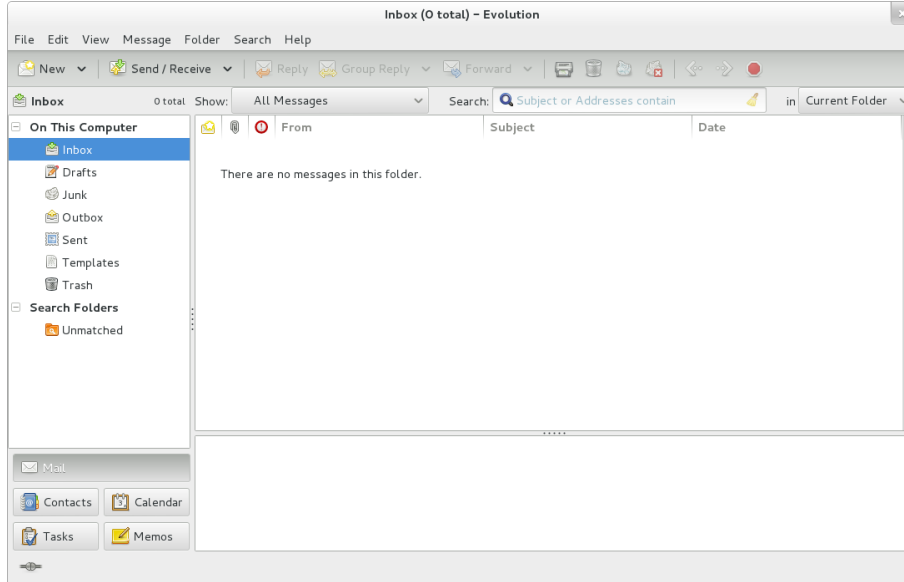 Inbox (0 total) – Evolution
File Edit View Message Folder Search Help
New Send / Receive Reply Group Reply Forward
Inbox 0 total Show: All Messages Search: Subject or Addresses contain in Current Folder
On This Computer
From Subject Date
Inbox
Drafts
There are no messages in this folder.
Junk
Outbox
Sent
Templates
Trash
Search Folders
Unmatched
Mail
Contacts Calendar
Tasks Memos